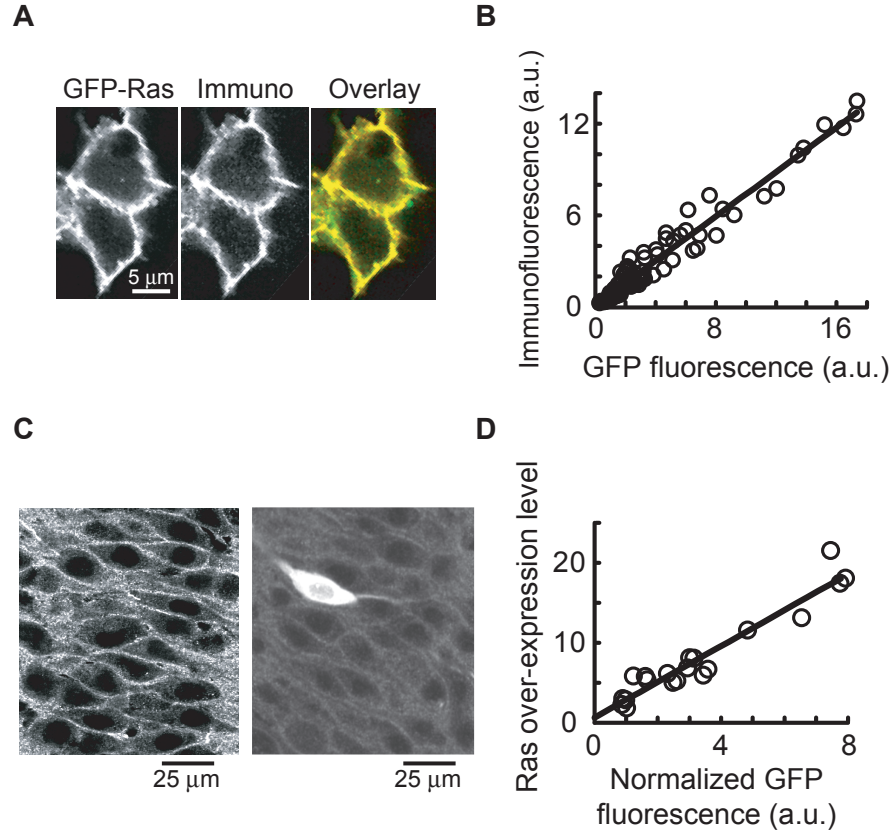 A
GFP-Ras Immuno Overlay
5 μm
B
Immunofluorescence (a.u.)
12
6
0
0 8 16
GFP fluorescence (a.u.)
C
25 μm
25 μm
D
Ras over-expression level
20
10
0
0 4 8
Normalized GFP
fluorescence (a.u.)